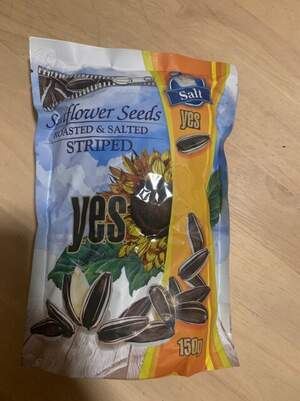 Salt
Sunflower Seeds
ROASTED & SALTED
STRIPED
yes
yes
150g